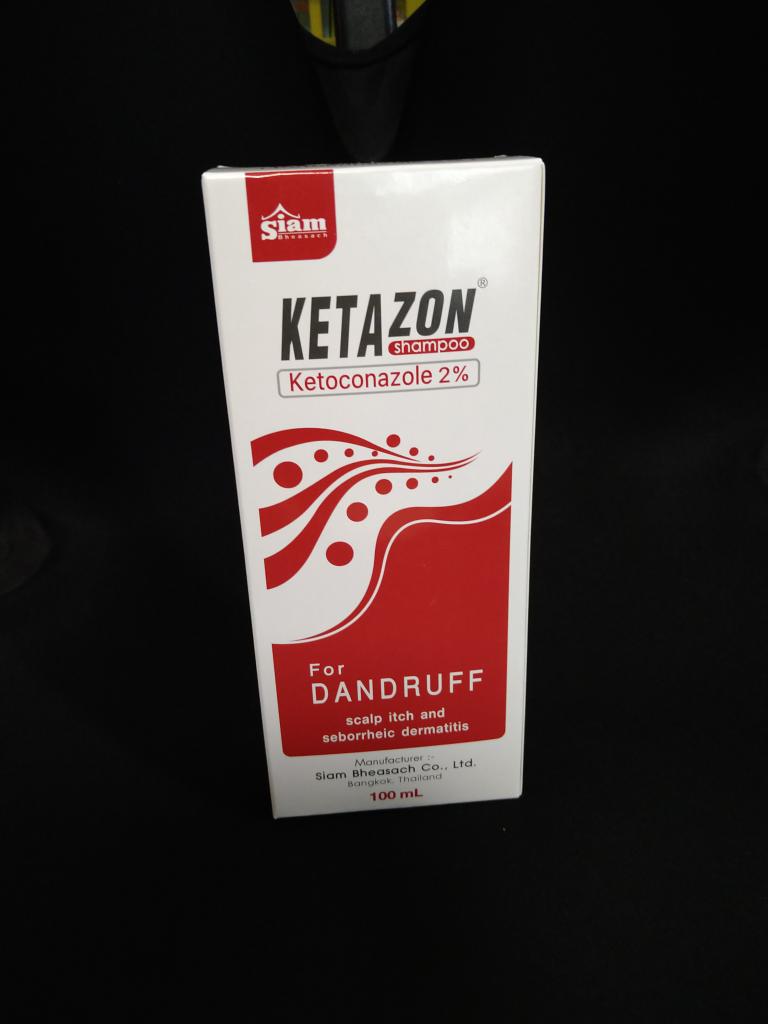 Siam
Bheasach
KETAZON®
shampoo
Ketoconazole 2%
For
DANDRUFF
scalp itch and
seborrheic dermatitis
Manufacturer :-
Siam Bheasach Co., Ltd.
Bangkok, Thailand
100 mL